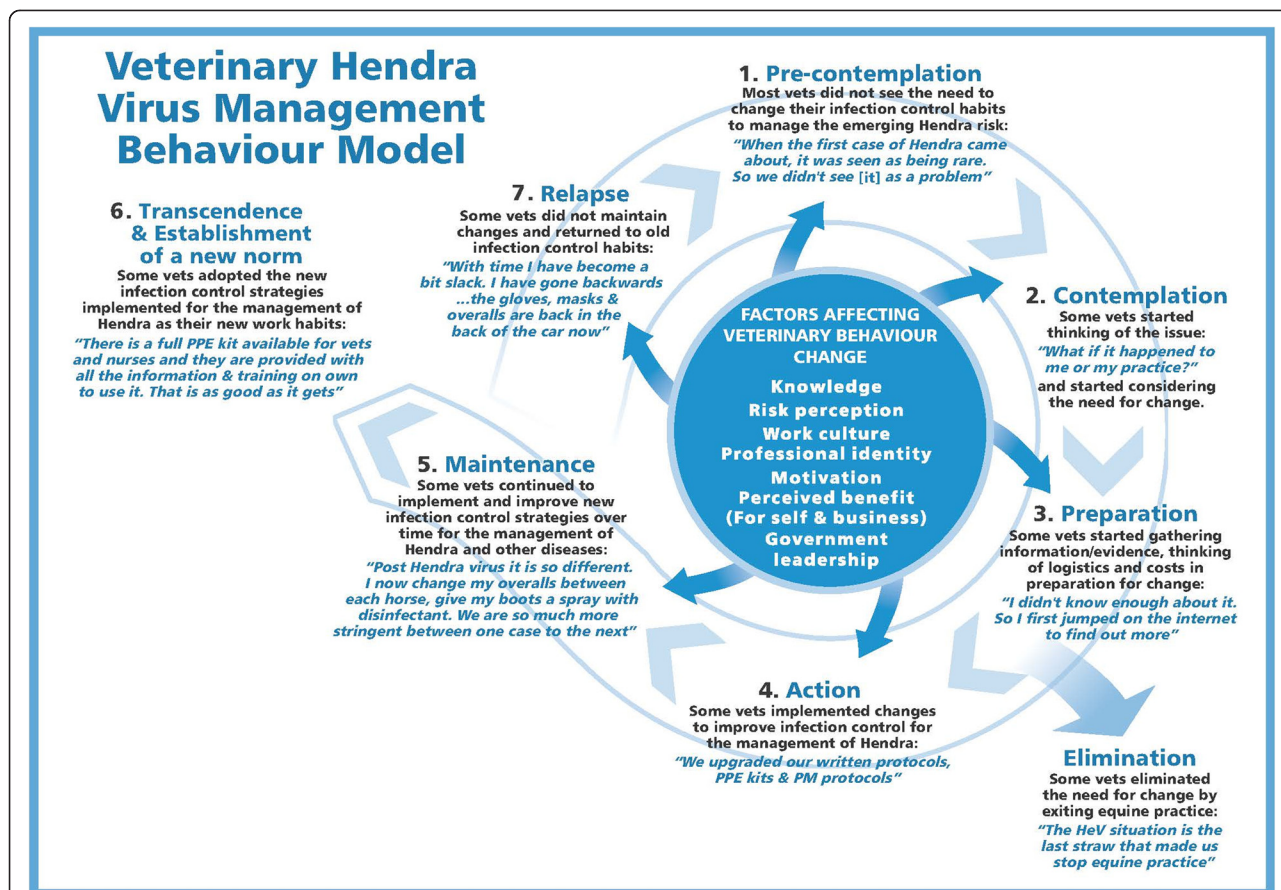 Veterinary Hendra
Virus Management
Behaviour Model
1. Pre-contemplation
Most vets did not see the need to
change their infection control habits
to manage the emerging Hendra risk:
“When the first case of Hendra came
about, it was seen as being rare.
So we didn't see [it] as a problem”
2. Contemplation
Some vets started
thinking of the issue:
“What if it happened to
me or my practice?”
and started considering
the need for change.
3. Preparation
Some vets started gathering
information/evidence, thinking
of logistics and costs in
preparation for change:
“I didn't know enough about it.
So I first jumped on the internet
to find out more”
Elimination
Some vets eliminated
the need for change by
exiting equine practice:
“The HeV situation is the
last straw that made us
stop equine practice”
4. Action
Some vets implemented changes
to improve infection control for
the management of Hendra:
“We upgraded our written protocols,
PPE kits & PM protocols”
5. Maintenance
Some vets continued to
implement and improve new
infection control strategies over
time for the management of
Hendra and other diseases:
“Post Hendra virus it is so different.
I now change my overalls between
each horse, give my boots a spray with
disinfectant. We are so much more
stringent between one case to the next”
6. Transcendence
& Establishment
of a new norm
Some vets adopted the new
infection control strategies
implemented for the management of
Hendra as their new work habits:
“There is a full PPE kit available for vets
and nurses and they are provided with
all the information & training on own
to use it. That is as good as it gets”
7. Relapse
Some vets did not maintain
changes and returned to old
infection control habits:
“With time I have become a
bit slack. I have gone backwards
...the gloves, masks &
overalls are back in the
back of the car now”
FACTORS AFFECTING
VETERINARY BEHAVIOUR
CHANGE
Knowledge
Risk perception
Work culture
Professional identity
Motivation
Perceived benefit
(For self & business)
Government
leadership